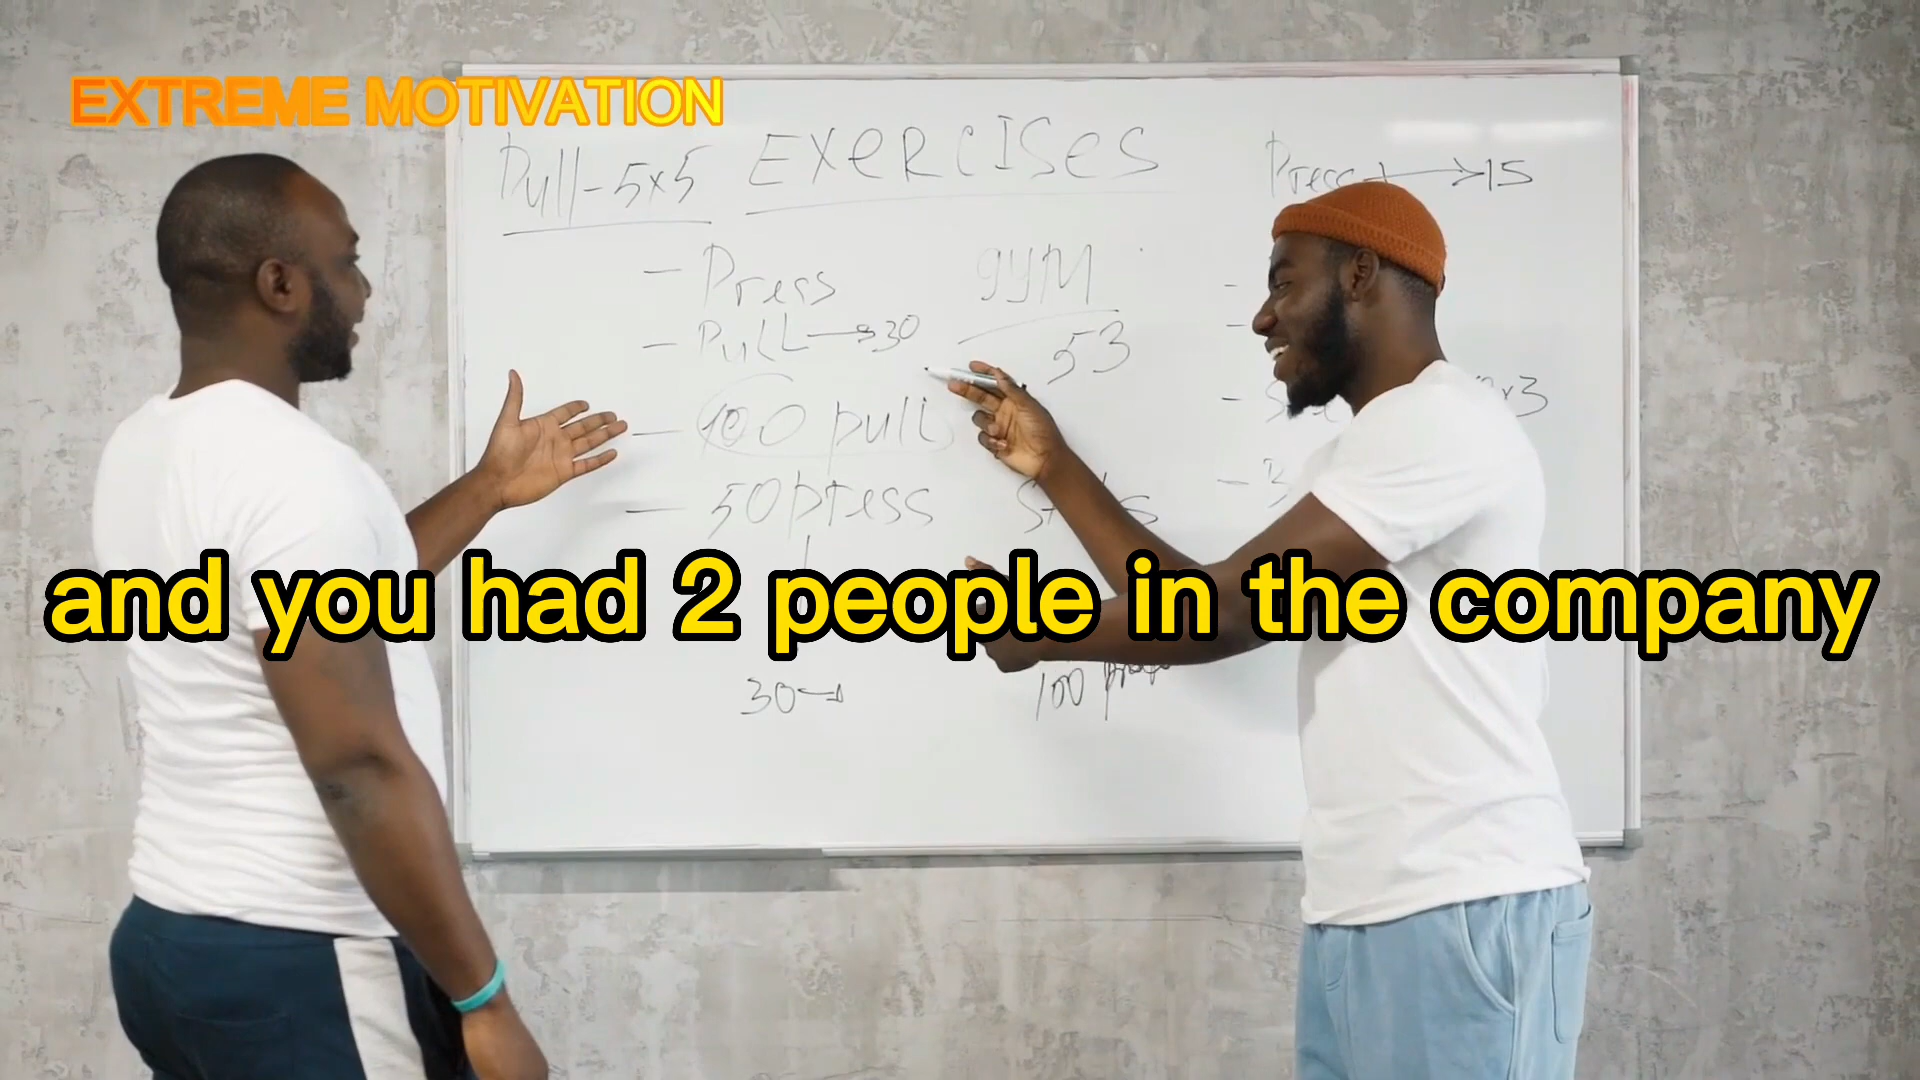 EXTREME MOTIVATION
Pull-5x5
EXERCISES
Press → 15
- Press
gym
- Pull → 30
53
- 100 pull
- 50 press
and you had 2 people in the company
30 →
100